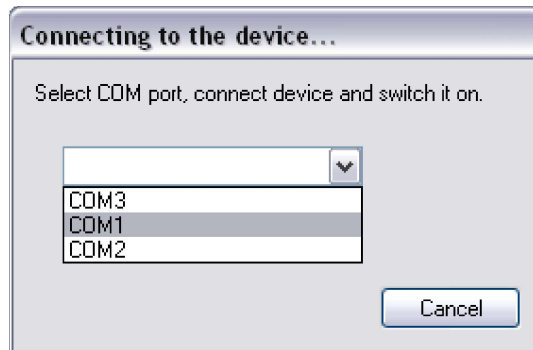 Connecting to the device...
Select COM port, connect device and switch it on.
COM3
COM1
COM2
Cancel